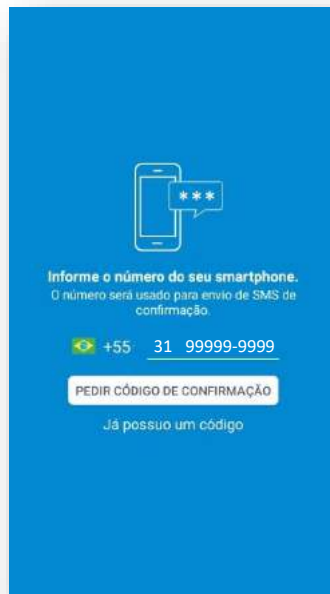 ***
Informe o número do seu smartphone.
O número será usado para envio de SMS de
confirmação.
+55 31 99999-9999
PEDIR CÓDIGO DE CONFIRMAÇÃO
Já possuo um código